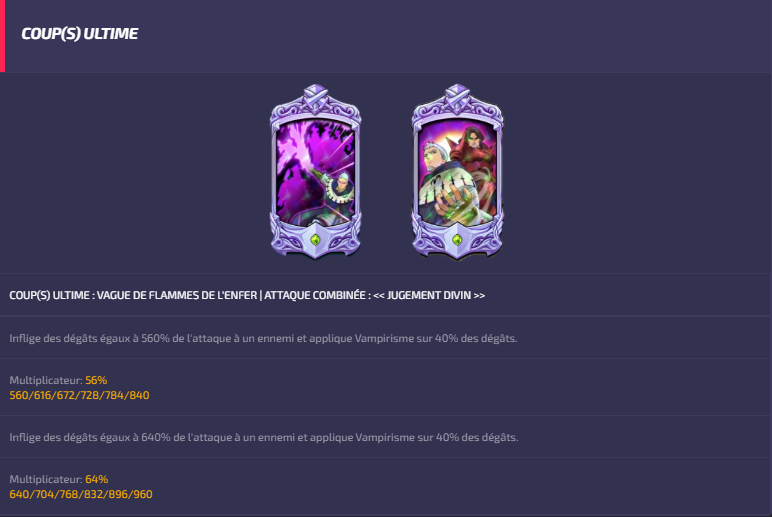 COUP(S) ULTIME
COUP(S) ULTIME : VAGUE DE FLAMMES DE L'ENFER | ATTAQUE COMBINÉE : << JUGEMENT DIVIN >>
Inflige des dégâts égaux à 560% de l'attaque à un ennemi et applique Vampirisme sur 40% des dégâts.
Multiplicateur: 56%
560/616/672/728/784/840
Inflige des dégâts égaux à 640% de l'attaque à un ennemi et applique Vampirisme sur 40% des dégâts.
Multiplicateur: 64%
640/704/768/832/896/960